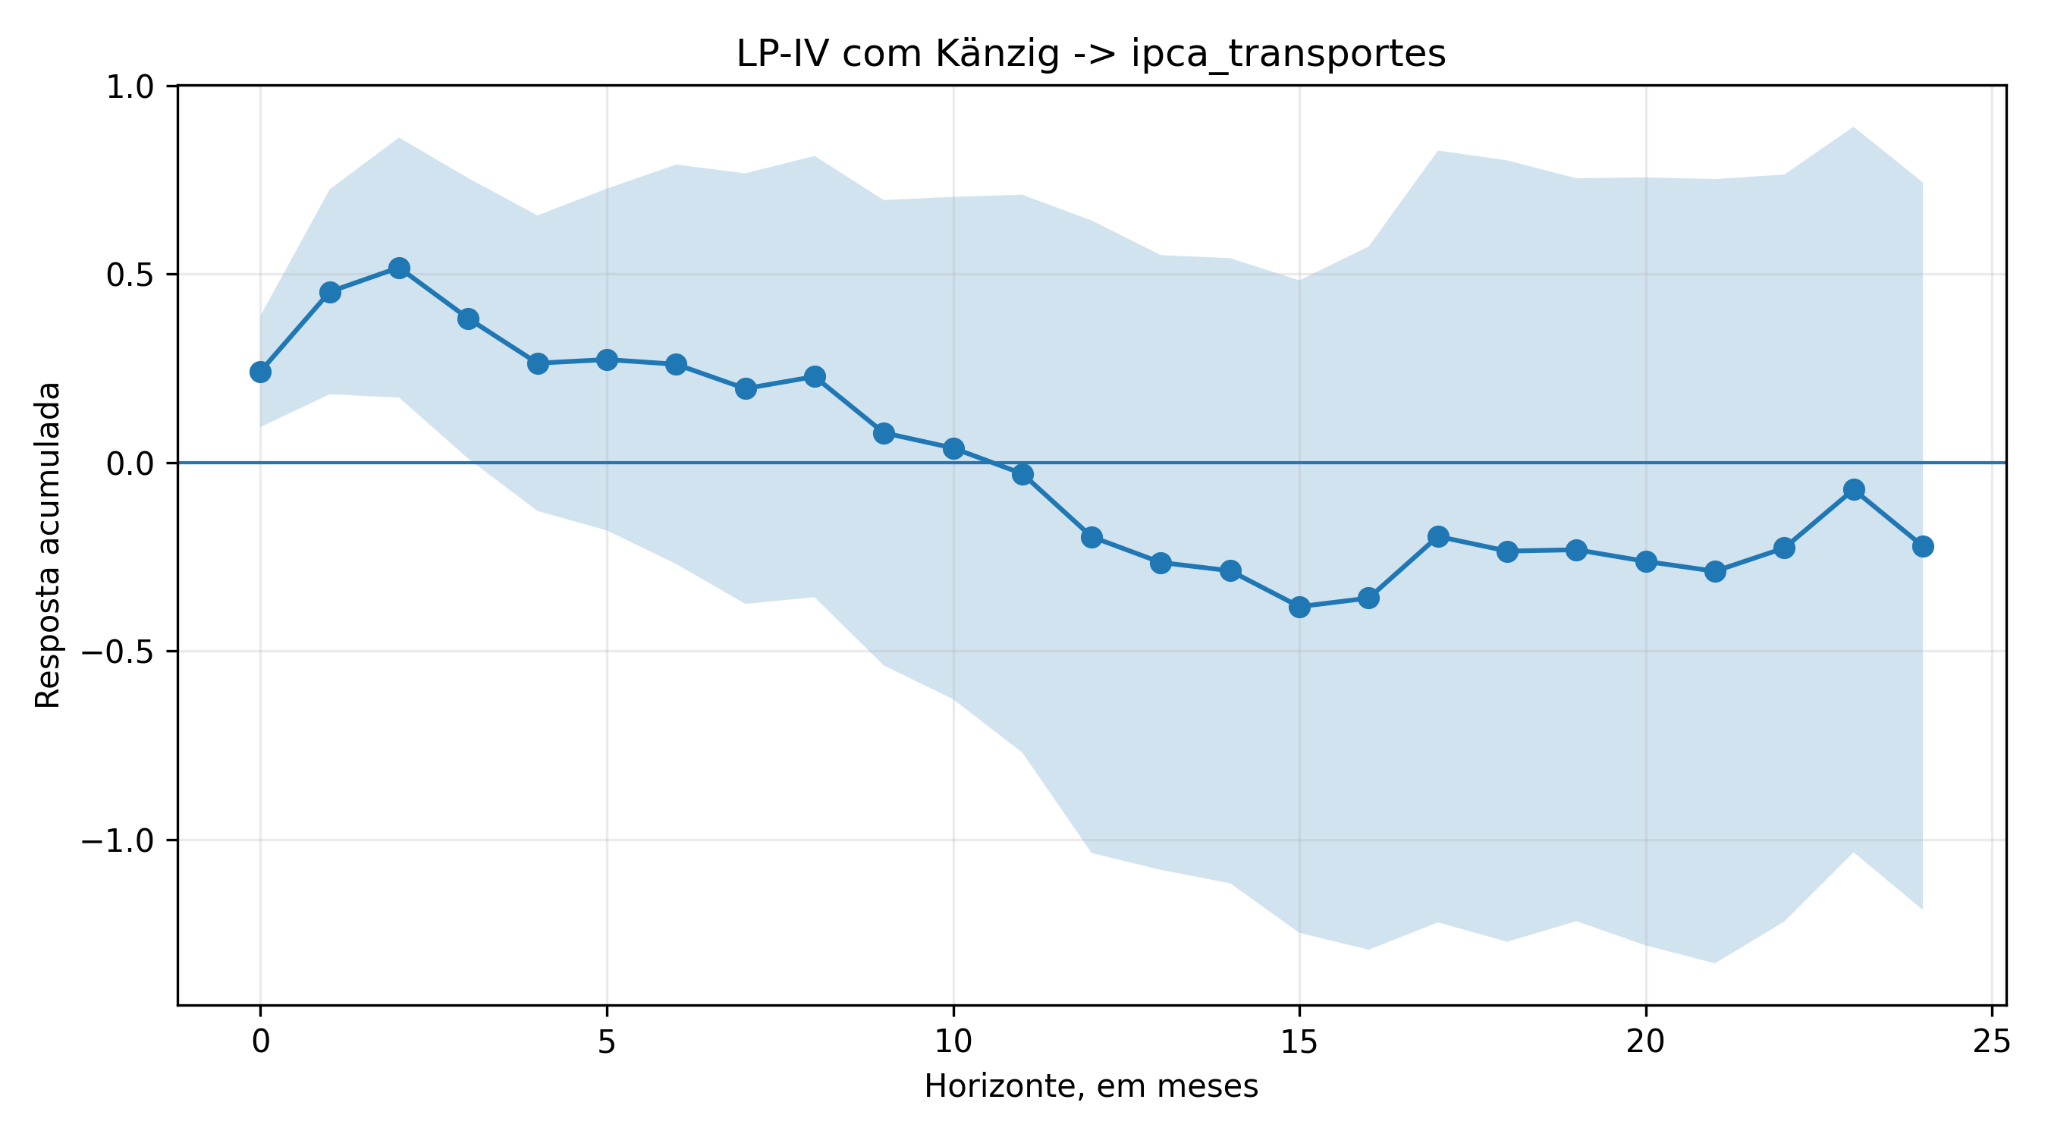 LP-IV com Känzig -> ipca_transportes
Resposta acumulada
1.0
0.5
0.0
−0.5
−1.0
0 5 10 15 20 25
Horizonte, em meses